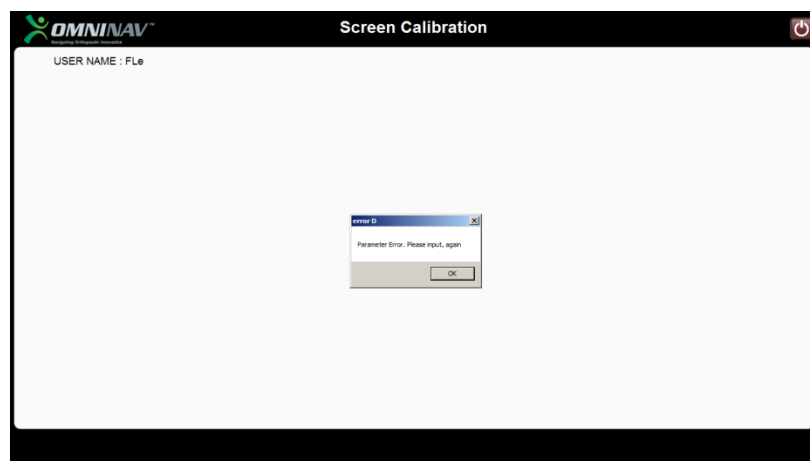 OMNINAV™
Navigating Orthopaedic Innovation
Screen Calibration
USER NAME : FLe
error D
Parameter Error. Please input, again
OK